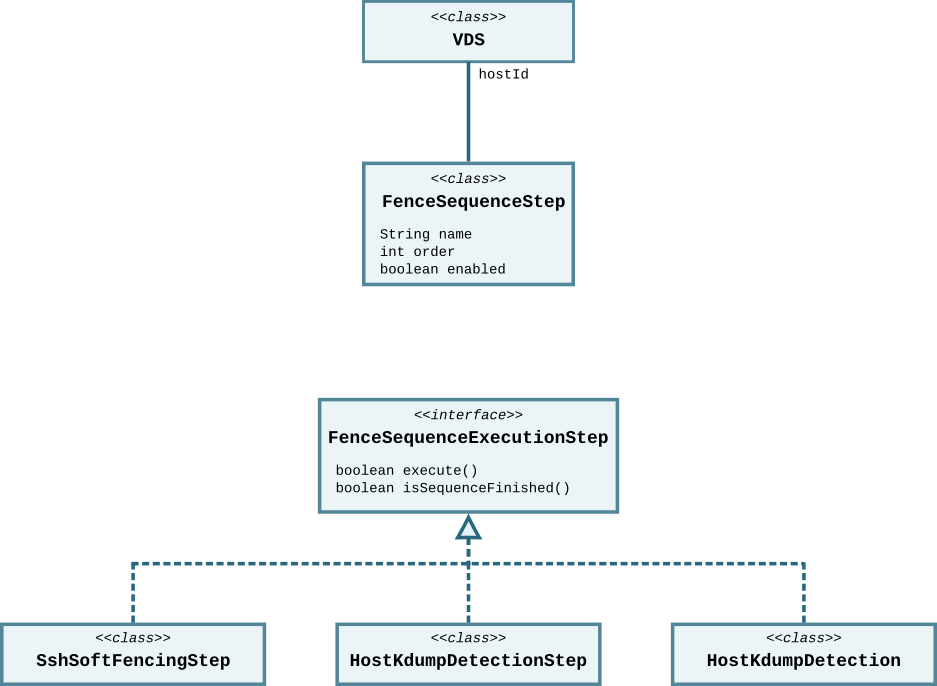 <<class>>
VDS
hostId
<<class>>
FenceSequenceStep
String name
int order
boolean enabled
<<interface>>
FenceSequenceExecutionStep
boolean execute()
boolean isSequenceFinished()
<<class>>
SshSoftFencingStep
<<class>>
HostKdumpDetectionStep
<<class>>
HostKdumpDetection